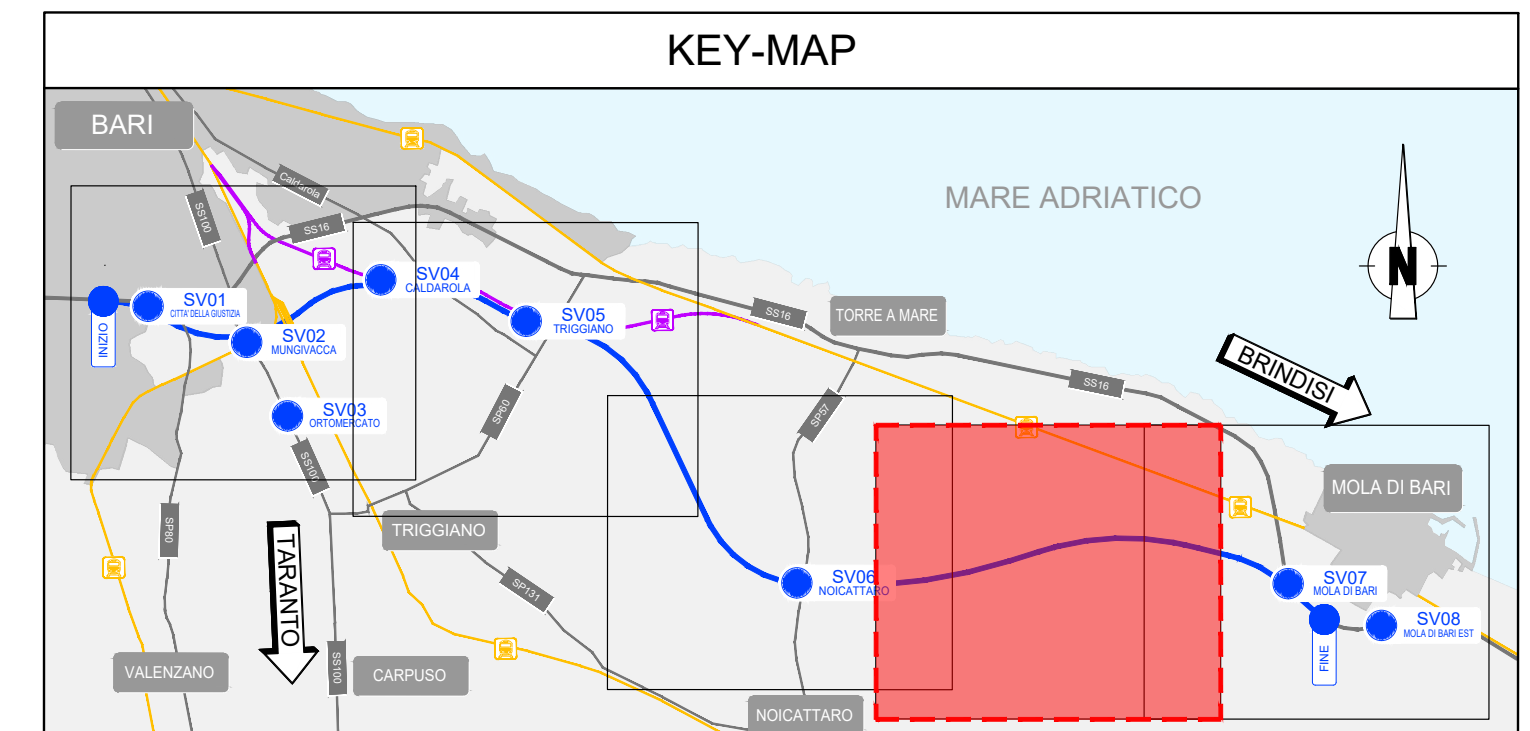 KEY-MAP
BARI
MARE ADRIATICO
Caldarola
SS100
SS16
N
SV04
CALDAROLA
SV01
CITTA' DELLA GIUSTIZIA
SV05
TRIGGIANO
SS16
TORRE A MARE
INIZIO
SV02
MUNGIVACCA
BRINDISI
SS16
SV03
ORTOMERCATO
SP60
SP57
SS100
MOLA DI BARI
SP80
TRIGGIANO
TARANTO
SP131
SV06
NOICATTARO
SV07
MOLA DI BARI
SV08
MOLA DI BARI EST
FINE
VALENZANO
SS100
CARPUSO
NOICATTARO